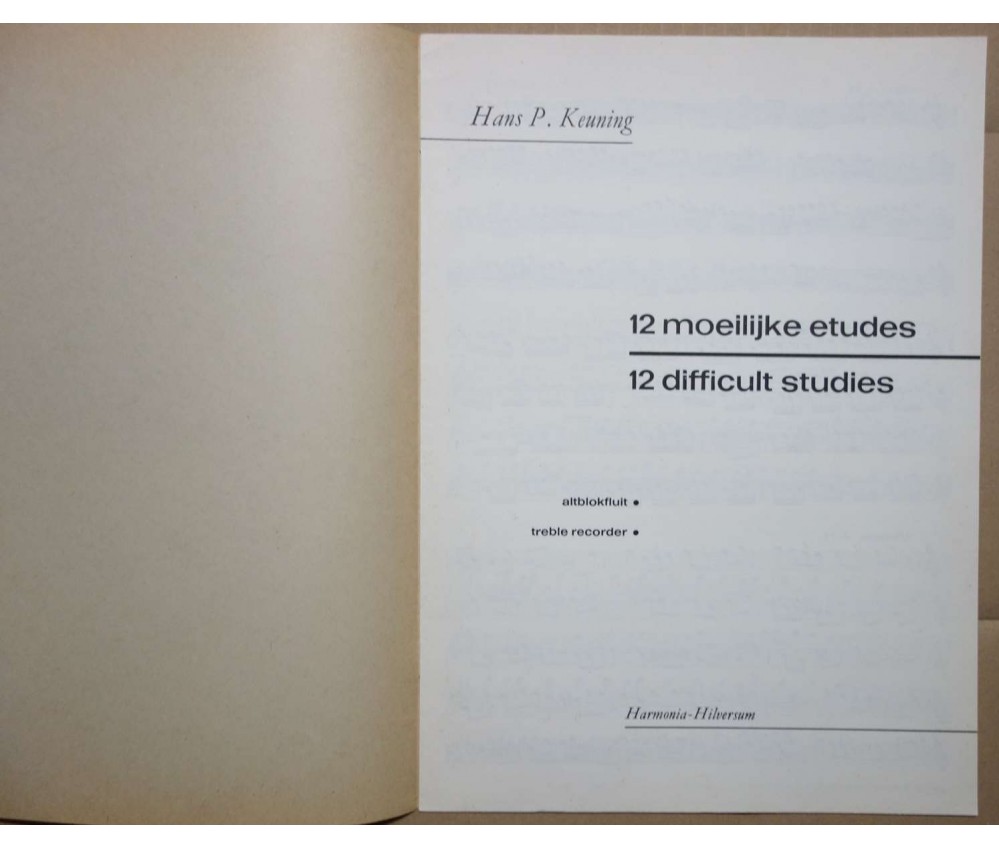 Hans P. Keuning
12 moeilijke etudes
12 difficult studies
altblokfluit •
treble recorder •
Harmonia-Hilversum